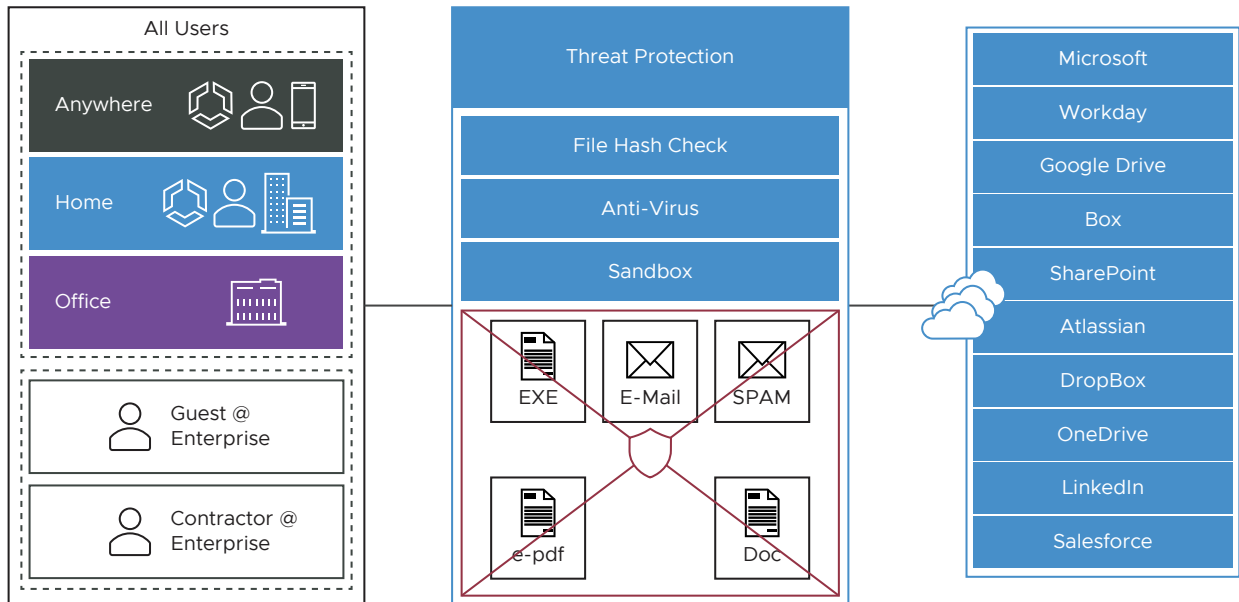 All Users
Anywhere
Home
Office
Guest @
Enterprise
Contractor @
Enterprise
Threat Protection
File Hash Check
Anti-Virus
Sandbox
EXE
E-Mail
SPAM
e-pdf
Doc
Microsoft
Workday
Google Drive
Box
SharePoint
Atlassian
DropBox
OneDrive
LinkedIn
Salesforce